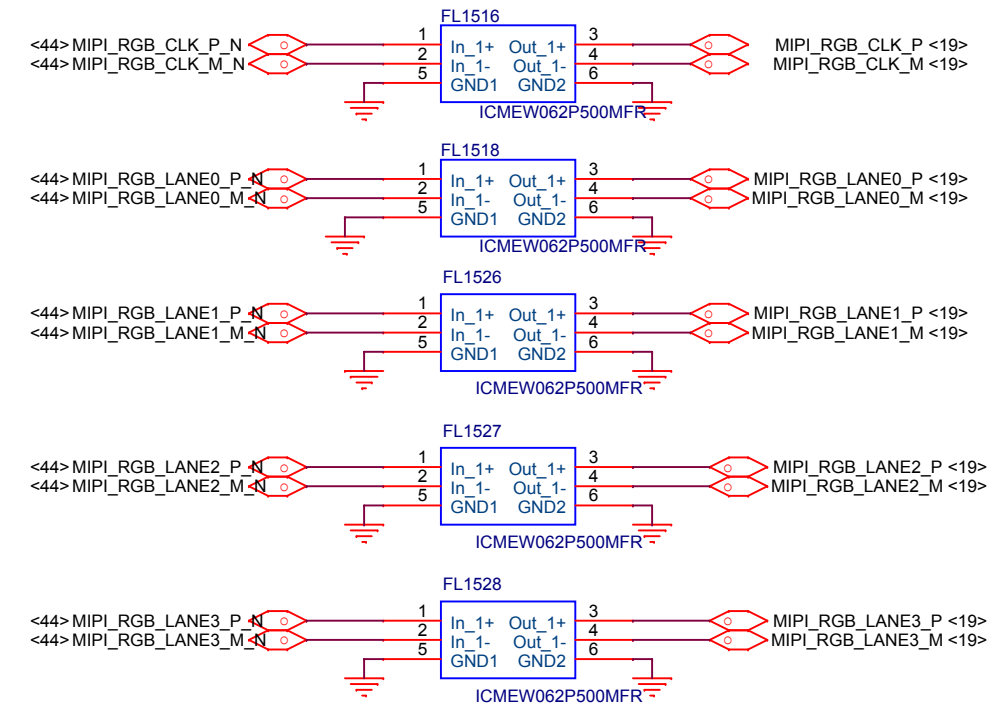 FL1516
<44> MIPI_RGB_CLK_P_N 1 In_1+ Out_1+ 3 MIPI_RGB_CLK_P <19>
<44> MIPI_RGB_CLK_M_N 2 In_1- Out_1- 4 MIPI_RGB_CLK_M <19>
5 GND1 GND2 6
ICMEW062P500MFR
FL1518
<44> MIPI_RGB_LANE0_P_N 1 In_1+ Out_1+ 3 MIPI_RGB_LANE0_P <19>
<44> MIPI_RGB_LANE0_M_N 2 In_1- Out_1- 4 MIPI_RGB_LANE0_M <19>
5 GND1 GND2 6
ICMEW062P500MFR
FL1526
<44> MIPI_RGB_LANE1_P_N 1 In_1+ Out_1+ 3 MIPI_RGB_LANE1_P <19>
<44> MIPI_RGB_LANE1_M_N 2 In_1- Out_1- 4 MIPI_RGB_LANE1_M <19>
5 GND1 GND2 6
ICMEW062P500MFR
FL1527
<44> MIPI_RGB_LANE2_P_N 1 In_1+ Out_1+ 3 MIPI_RGB_LANE2_P <19>
<44> MIPI_RGB_LANE2_M_N 2 In_1- Out_1- 4 MIPI_RGB_LANE2_M <19>
5 GND1 GND2 6
ICMEW062P500MFR
FL1528
<44> MIPI_RGB_LANE3_P_N 1 In_1+ Out_1+ 3 MIPI_RGB_LANE3_P <19>
<44> MIPI_RGB_LANE3_M_N 2 In_1- Out_1- 4 MIPI_RGB_LANE3_M <19>
5 GND1 GND2 6
ICMEW062P500MFR